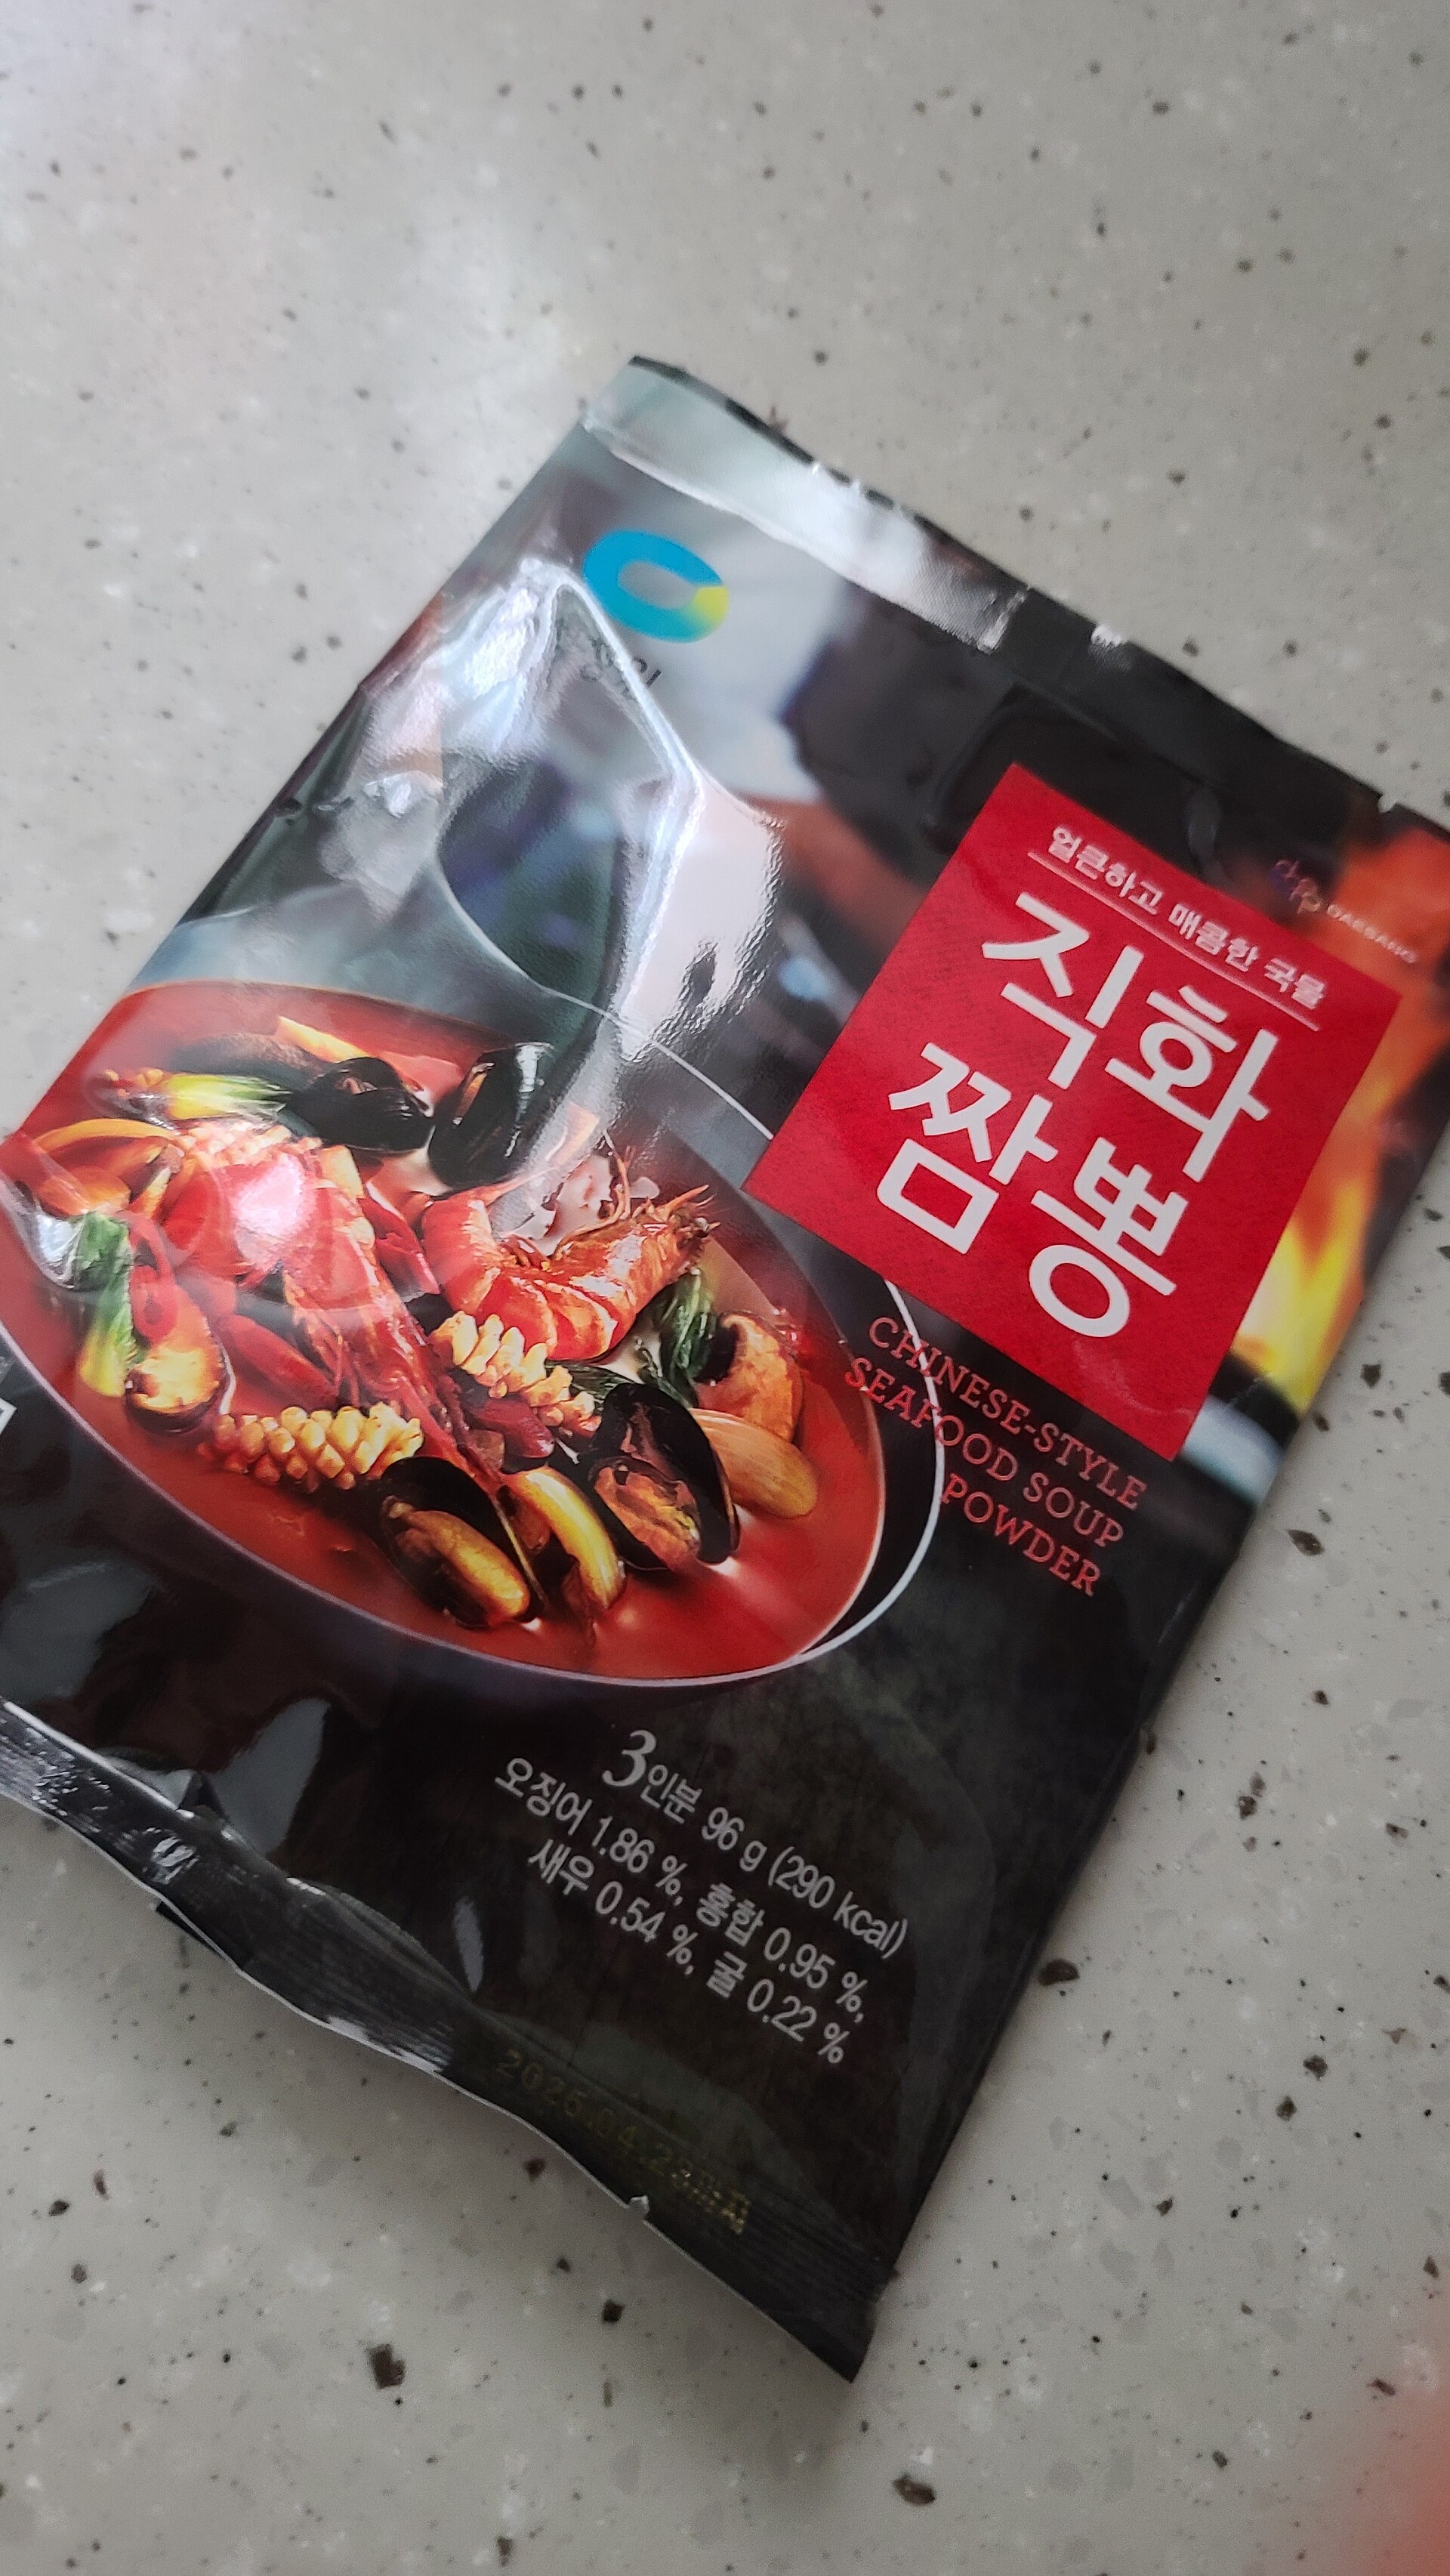 얼큰하고 매콤한 국물
직화
짬뽕
DAESANG
CHINESE-STYLE
SEAFOOD SOUP
POWDER
3인분 96 g (290 kcal)
오징어 1.86 %, 홍합 0.95 %,
새우 0.54 %, 굴 0.22 %